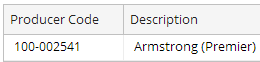 Producer Code Description
100-002541 Armstrong (Premier)